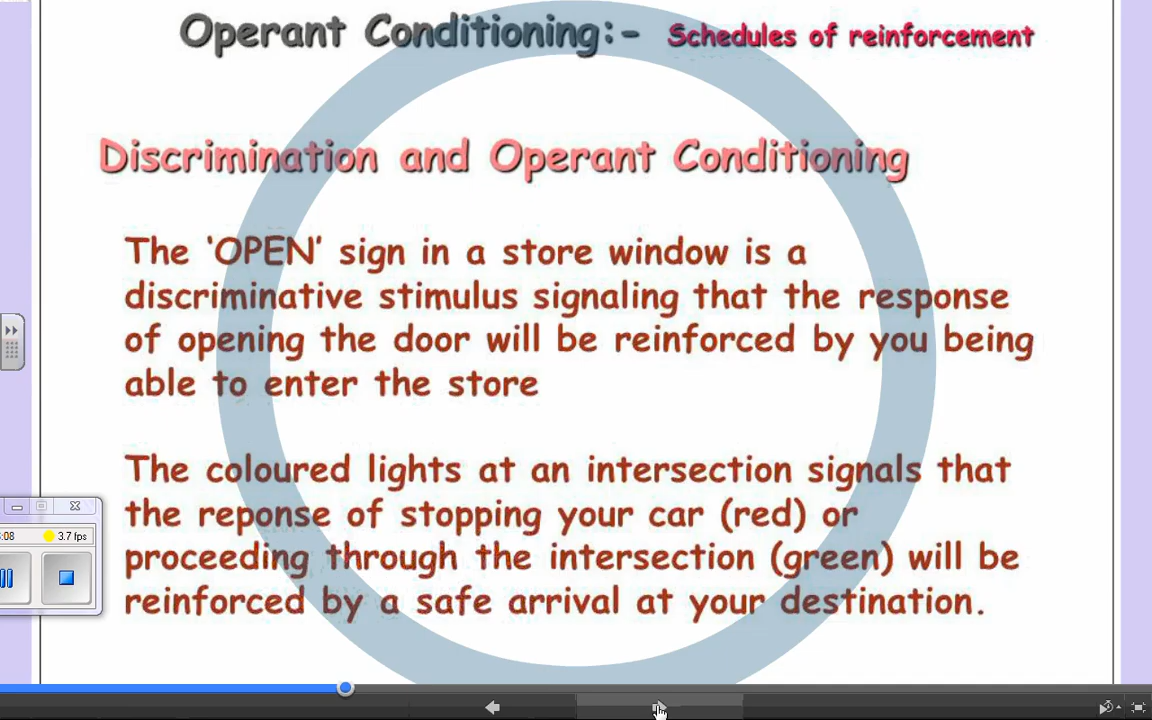 Operant Conditioning:- Schedules of reinforcement
Discrimination and Operant Conditioning
The ‘OPEN’ sign in a store window is a
discriminative stimulus signaling that the response
of opening the door will be reinforced by you being
able to enter the store
The coloured lights at an intersection signals that
the reponse of stopping your car (red) or
proceeding through the intersection (green) will be
reinforced by a safe arrival at your destination.
:08 3.7 fps